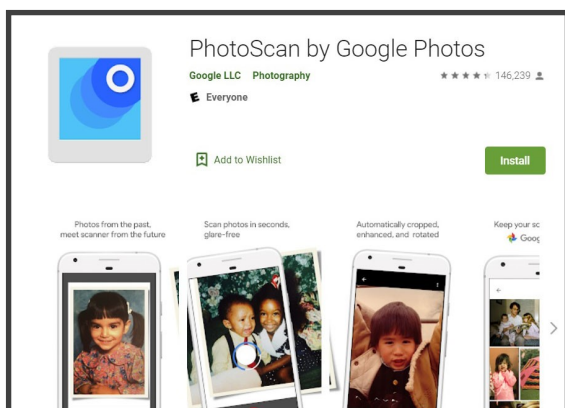 PhotoScan by Google Photos
Google LLC Photography 146,239
E Everyone
Add to Wishlist
Install
Photos from the past,
meet scanner from the future
Scan photos in seconds,
glare-free
Automatically cropped,
enhanced, and rotated
Keep your sc
Goog